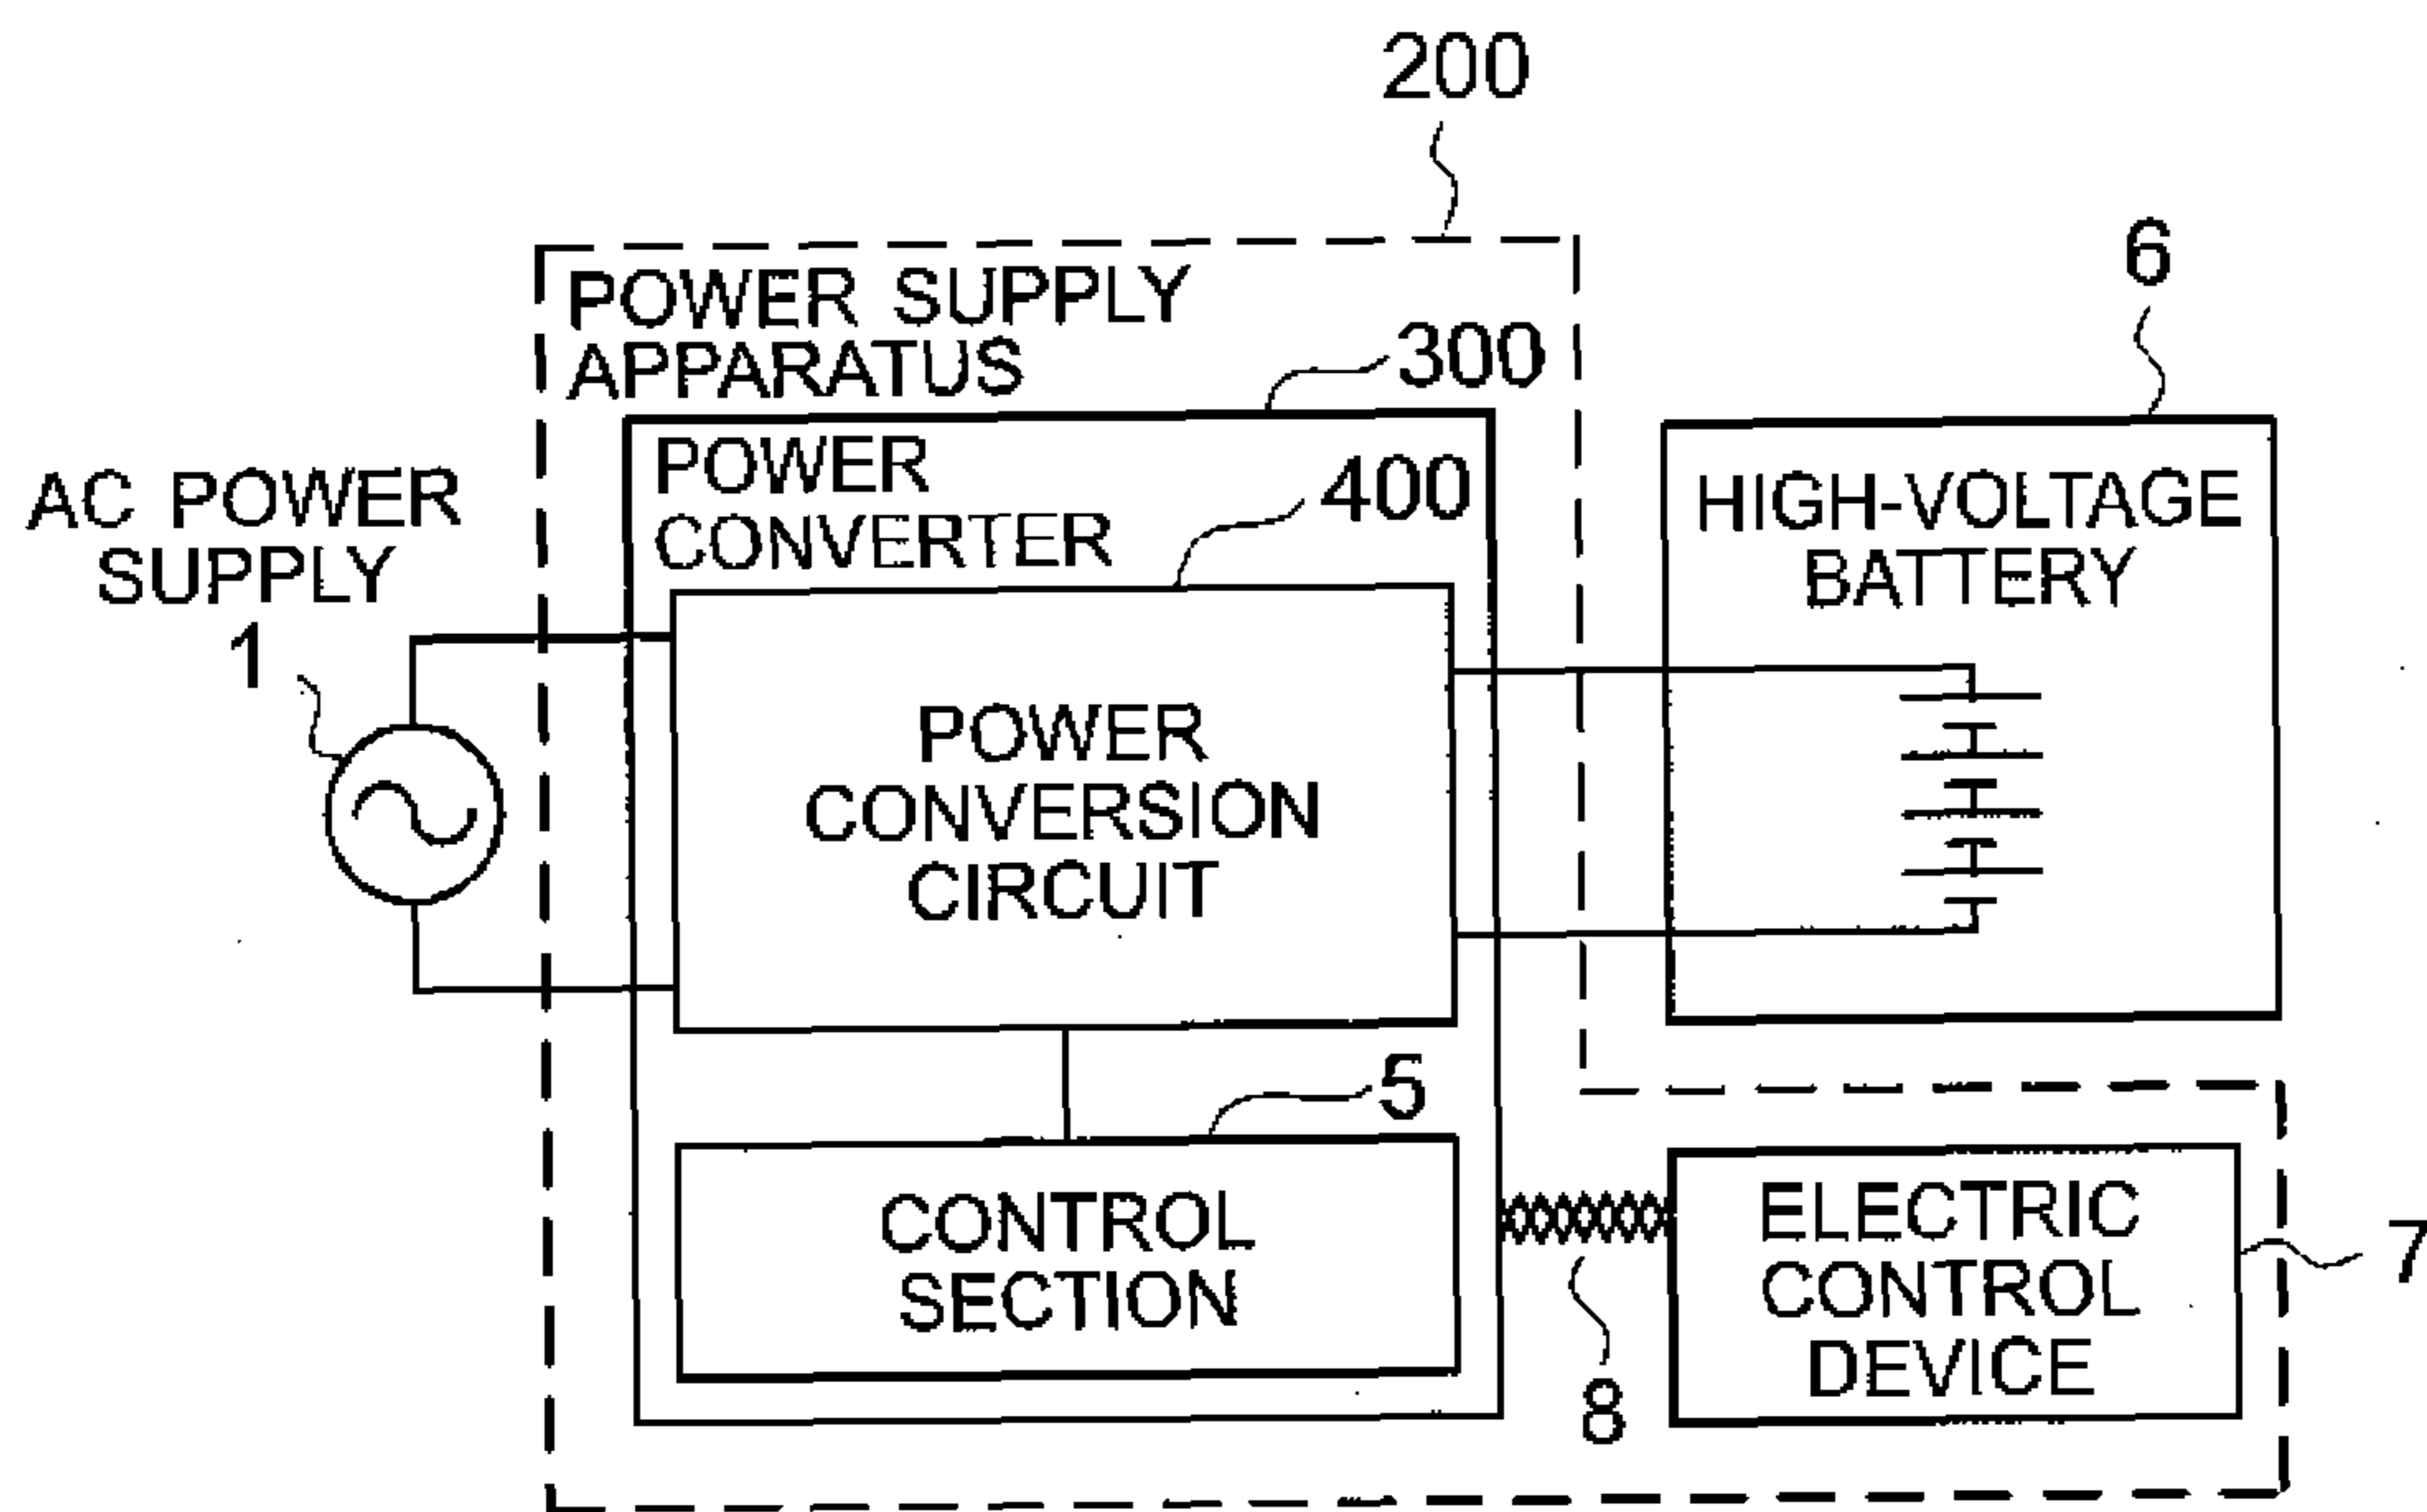 200
6
POWER SUPPLY
APPARATUS
300
POWER
CONVERTER
400
AC POWER
SUPPLY
1
HIGH-VOLTAGE
BATTERY
POWER
CONVERSION
CIRCUIT
5
CONTROL
SECTION
ELECTRIC
CONTROL
DEVICE
7
8